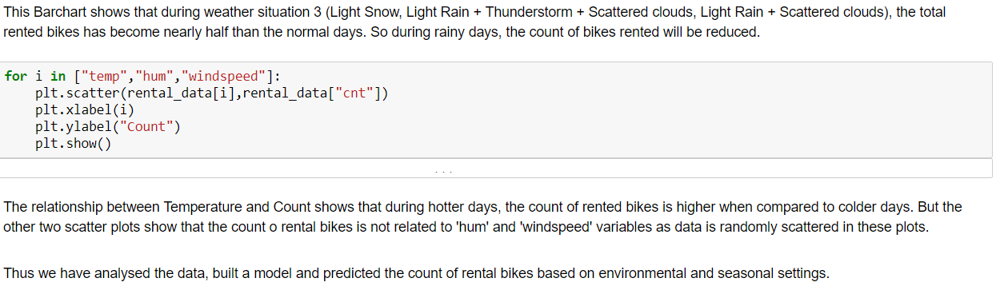 This Barchart shows that during weather situation 3 (Light Snow, Light Rain + Thunderstorm + Scattered clouds, Light Rain + Scattered clouds), the total
rented bikes has become nearly half than the normal days. So during rainy days, the count of bikes rented will be reduced.
for i in ["temp","hum","windspeed"]:
    plt.scatter(rental_data[i],rental_data["cnt"])
    plt.xlabel(i)
    plt.ylabel("Count")
    plt.show()
. . .
The relationship between Temperature and Count shows that during hotter days, the count of rented bikes is higher when compared to colder days. But the
other two scatter plots show that the count o rental bikes is not related to 'hum' and 'windspeed' variables as data is randomly scattered in these plots.
Thus we have analysed the data, built a model and predicted the count of rental bikes based on environmental and seasonal settings.